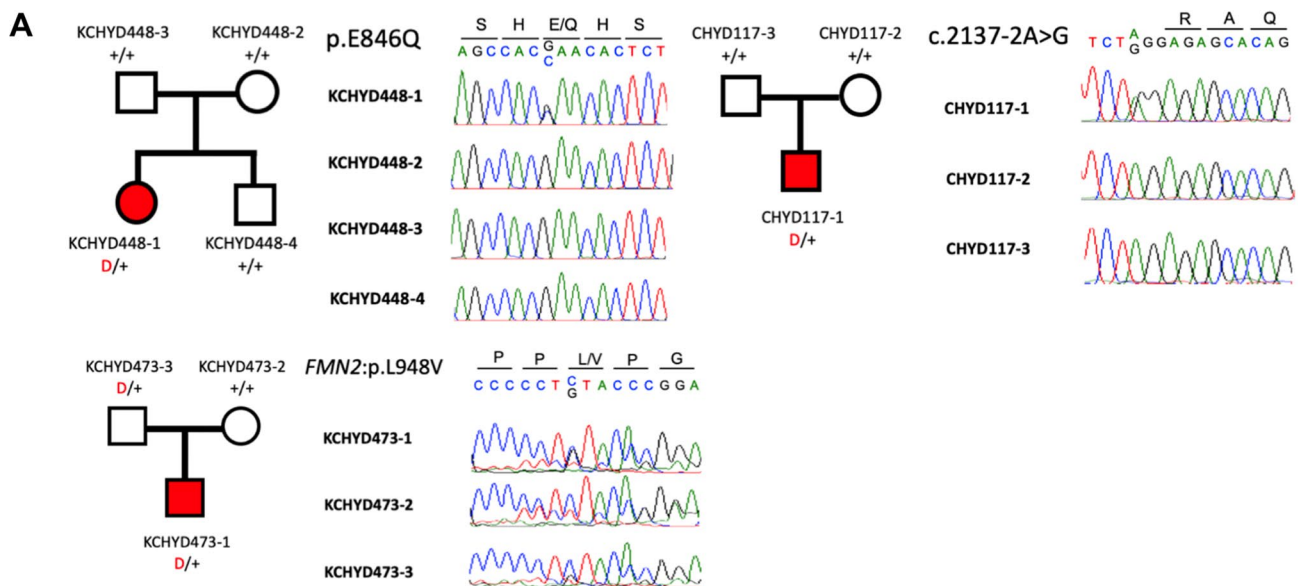 A
KCHYD448-3 KCHYD448-2
+/+ +/+
KCHYD448-1 KCHYD448-4
D/+ +/+
p.E846Q
S H E/Q H S
A G C C A C G A A C A C T C T
C
KCHYD448-1
KCHYD448-2
KCHYD448-3
KCHYD448-4
CHYD117-3 CHYD117-2
+/+ +/+
CHYD117-1
D/+
c.2137-2A>G
R A Q
T C T A G G A G A G C A C A G
G
CHYD117-1
CHYD117-2
CHYD117-3
KCHYD473-3 KCHYD473-2
D/+ +/+
KCHYD473-1
D/+
FMN2:p.L948V
P P L/V P G
C C C C C T C T A C C C G G A
G
KCHYD473-1
KCHYD473-2
KCHYD473-3